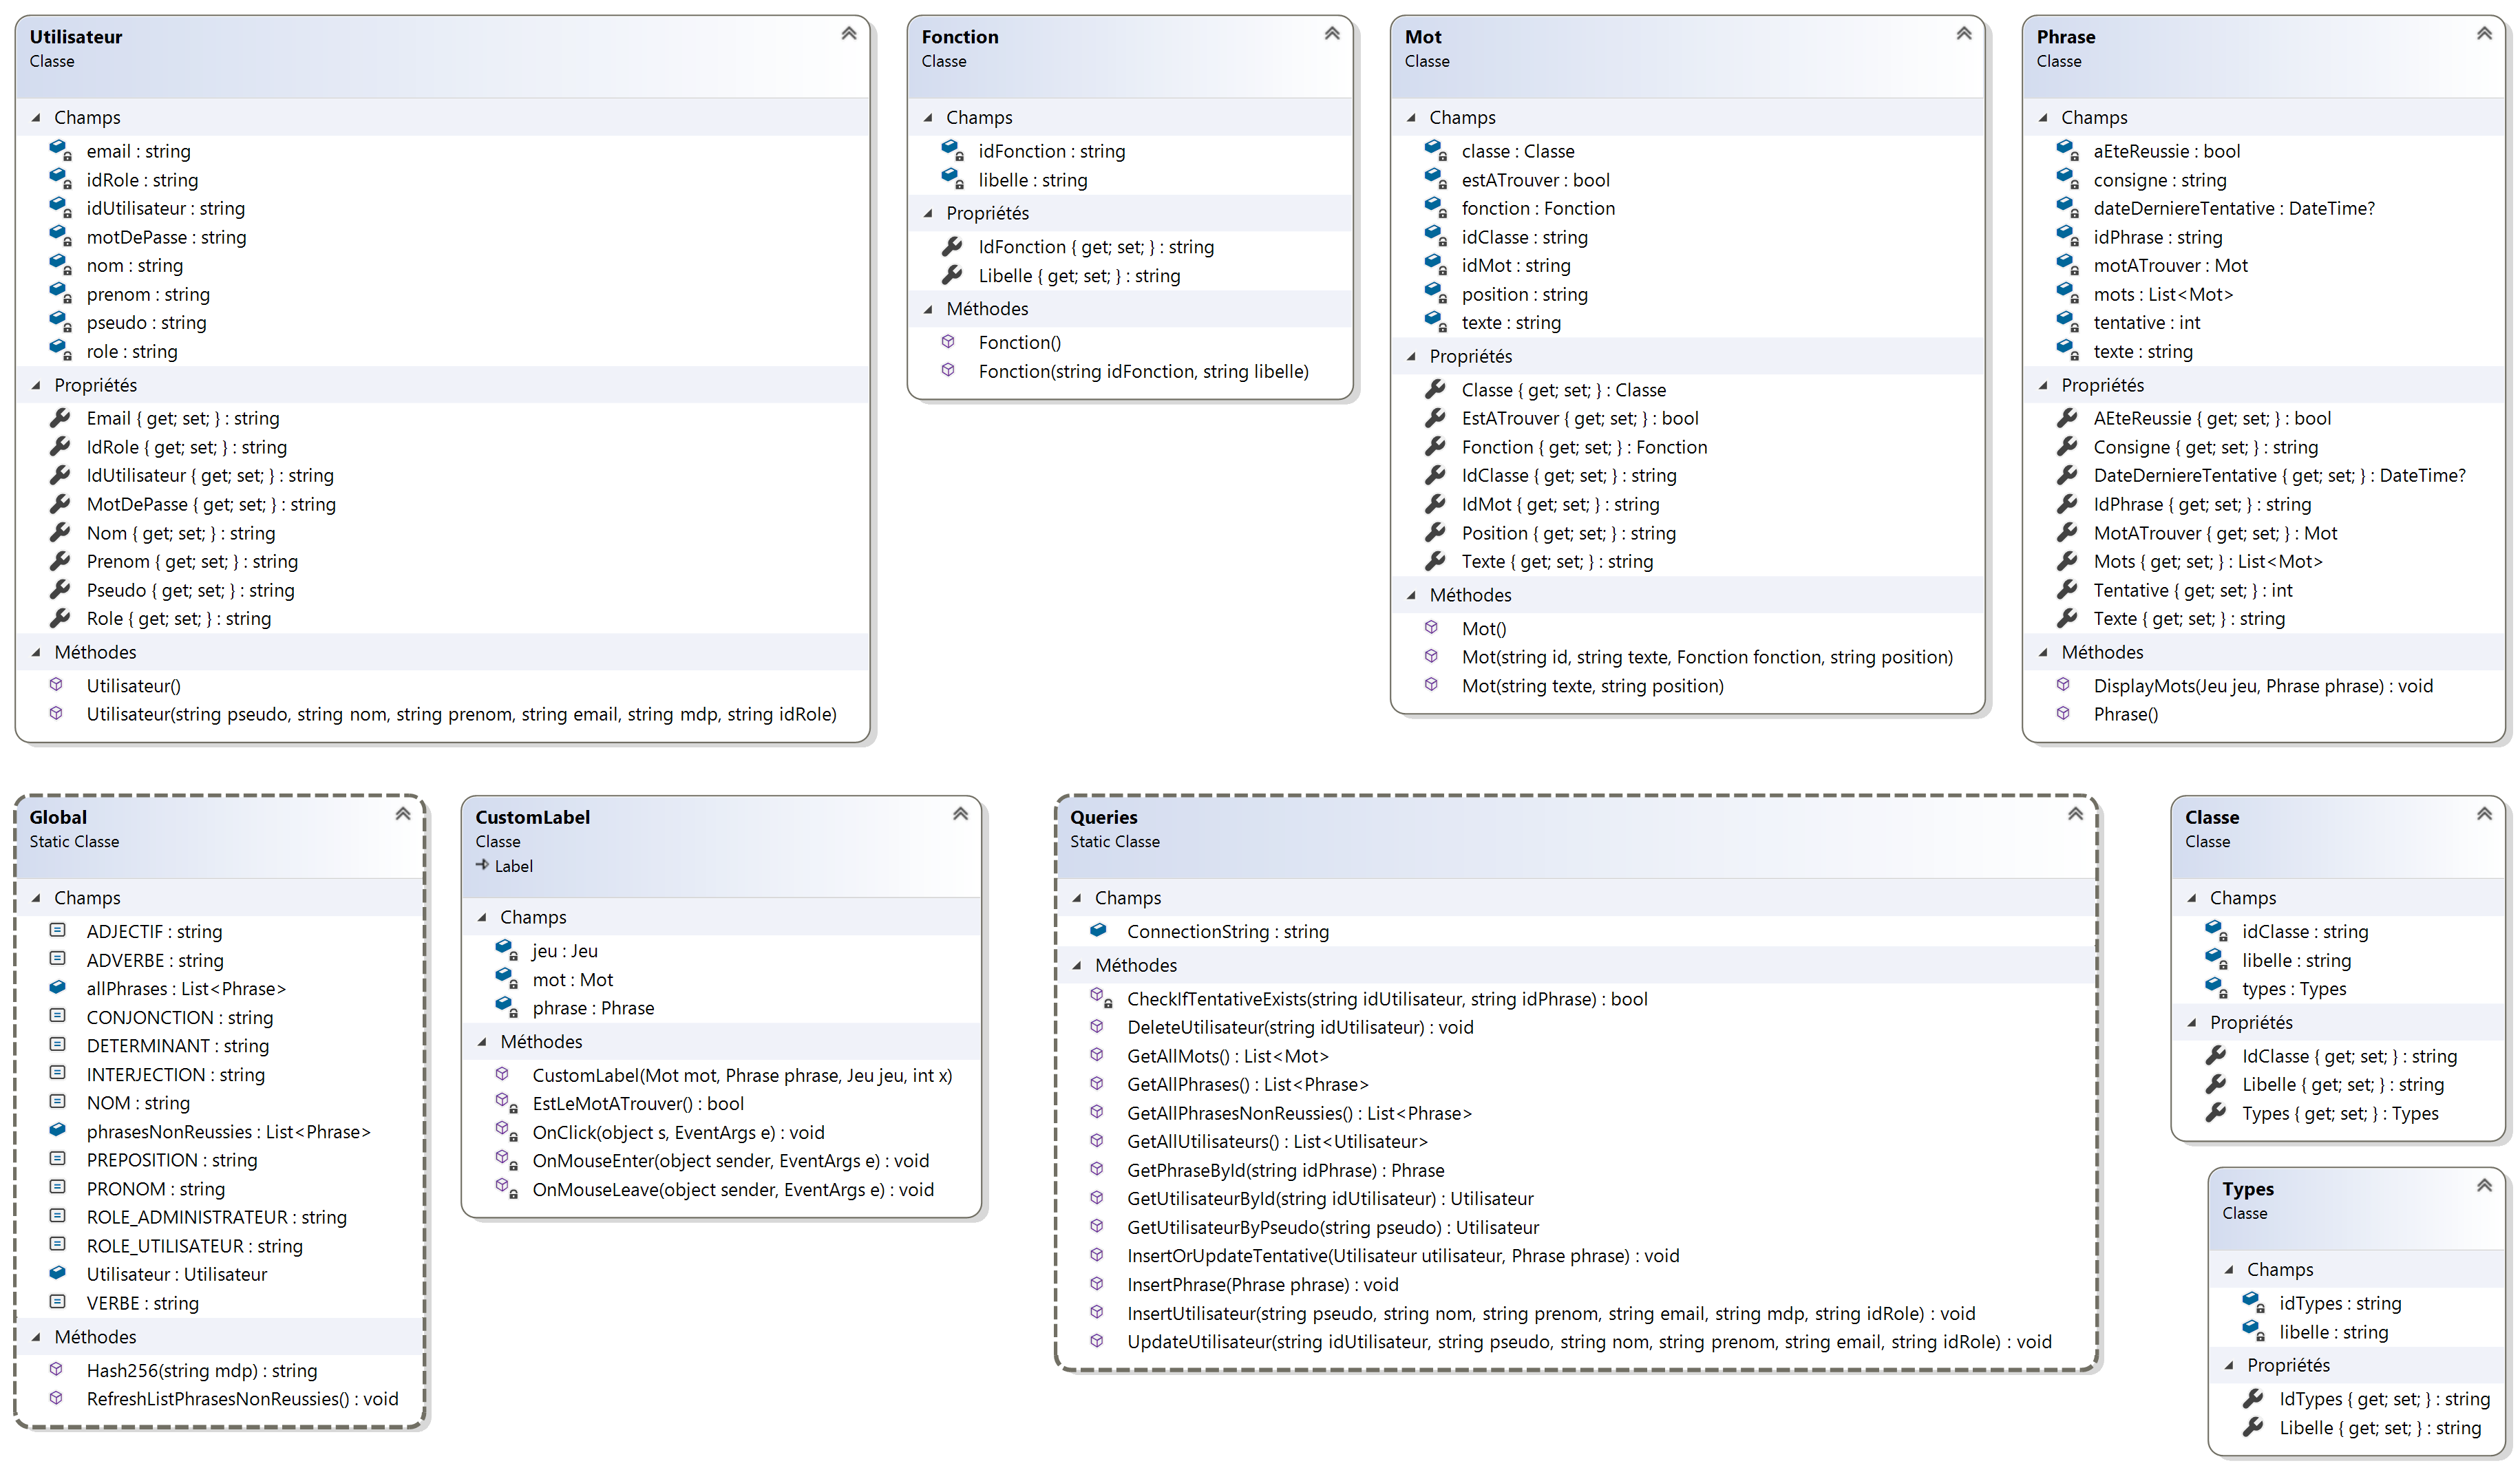 Utilisateur
Classe
Champs
email : string
idRole : string
idUtilisateur : string
motDePasse : string
nom : string
prenom : string
pseudo : string
role : string
Propriétés
Email { get; set; } : string
IdRole { get; set; } : string
IdUtilisateur { get; set; } : string
MotDePasse { get; set; } : string
Nom { get; set; } : string
Prenom { get; set; } : string
Pseudo { get; set; } : string
Role { get; set; } : string
Méthodes
Utilisateur()
Utilisateur(string pseudo, string nom, string prenom, string email, string mdp, string idRole)
Fonction
Classe
Champs
idFonction : string
libelle : string
Propriétés
IdFonction { get; set; } : string
Libelle { get; set; } : string
Méthodes
Fonction()
Fonction(string idFonction, string libelle)
Mot
Classe
Champs
classe : Classe
estATrouver : bool
fonction : Fonction
idClasse : string
idMot : string
position : string
texte : string
Propriétés
Classe { get; set; } : Classe
EstATrouver { get; set; } : bool
Fonction { get; set; } : Fonction
IdClasse { get; set; } : string
IdMot { get; set; } : string
Position { get; set; } : string
Texte { get; set; } : string
Méthodes
Mot()
Mot(string id, string texte, Fonction fonction, string position)
Mot(string texte, string position)
Phrase
Classe
Champs
aEteReussie : bool
consigne : string
dateDerniereTentative : DateTime?
idPhrase : string
motATrouver : Mot
mots : List<Mot>
tentative : int
texte : string
Propriétés
AEteReussie { get; set; } : bool
Consigne { get; set; } : string
DateDerniereTentative { get; set; } : DateTime?
IdPhrase { get; set; } : string
MotATrouver { get; set; } : Mot
Mots { get; set; } : List<Mot>
Tentative { get; set; } : int
Texte { get; set; } : string
Méthodes
DisplayMots(Jeu jeu, Phrase phrase) : void
Phrase()
Global
Static Classe
Champs
ADJECTIF : string
ADVERBE : string
allPhrases : List<Phrase>
CONJONCTION : string
DETERMINANT : string
INTERJECTION : string
NOM : string
phrasesNonReussies : List<Phrase>
PREPOSITION : string
PRONOM : string
ROLE_ADMINISTRATEUR : string
ROLE_UTILISATEUR : string
Utilisateur : Utilisateur
VERBE : string
Méthodes
Hash256(string mdp) : string
RefreshListPhrasesNonReussies() : void
CustomLabel
Classe
Label
Champs
jeu : Jeu
mot : Mot
phrase : Phrase
Méthodes
CustomLabel(Mot mot, Phrase phrase, Jeu jeu, int x)
EstLeMotATrouver() : bool
OnClick(object s, EventArgs e) : void
OnMouseEnter(object sender, EventArgs e) : void
OnMouseLeave(object sender, EventArgs e) : void
Queries
Static Classe
Champs
ConnectionString : string
Méthodes
CheckIfTentativeExists(string idUtilisateur, string idPhrase) : bool
DeleteUtilisateur(string idUtilisateur) : void
GetAllMots() : List<Mot>
GetAllPhrases() : List<Phrase>
GetAllPhrasesNonReussies() : List<Phrase>
GetAllUtilisateurs() : List<Utilisateur>
GetPhraseById(string idPhrase) : Phrase
GetUtilisateurById(string idUtilisateur) : Utilisateur
GetUtilisateurByPseudo(string pseudo) : Utilisateur
InsertOrUpdateTentative(Utilisateur utilisateur, Phrase phrase) : void
InsertPhrase(Phrase phrase) : void
InsertUtilisateur(string pseudo, string nom, string prenom, string email, string mdp, string idRole) : void
UpdateUtilisateur(string idUtilisateur, string pseudo, string nom, string prenom, string email, string idRole) : void
Classe
Classe
Champs
idClasse : string
libelle : string
types : Types
Propriétés
IdClasse { get; set; } : string
Libelle { get; set; } : string
Types { get; set; } : Types
Types
Classe
Champs
idTypes : string
libelle : string
Propriétés
IdTypes { get; set; } : string
Libelle { get; set; } : string